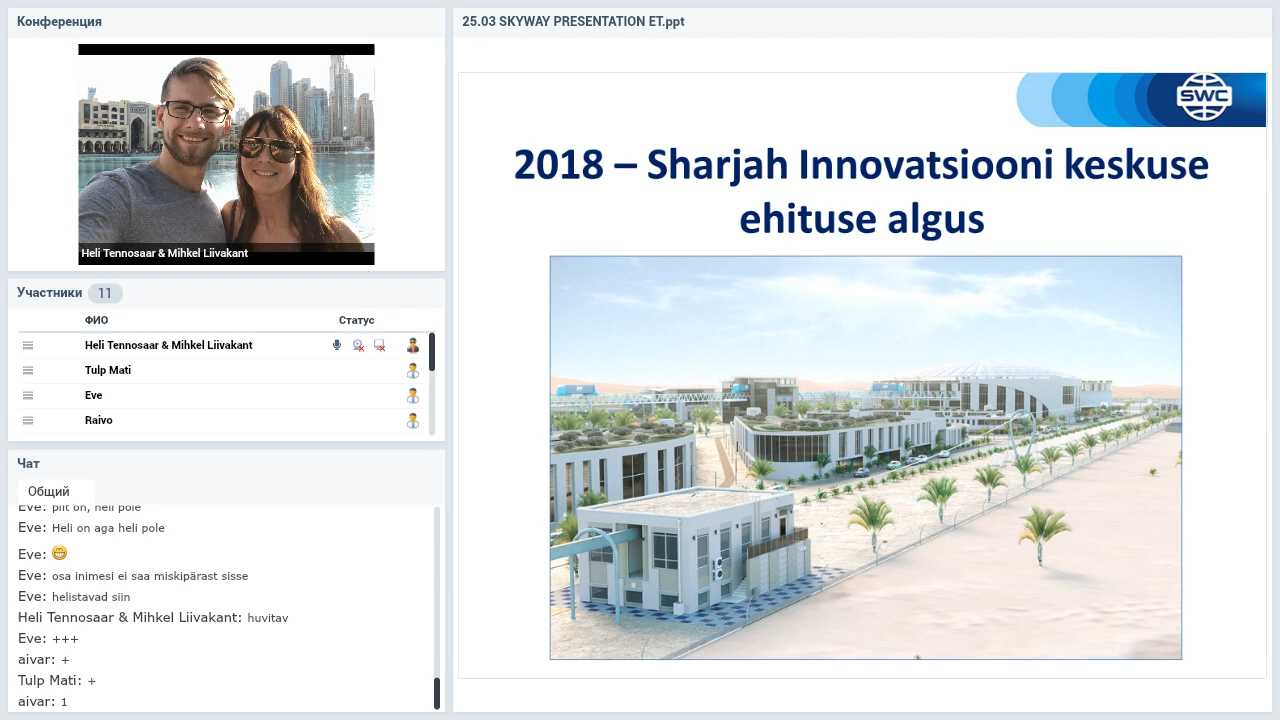 Конференция
Heli Tennosaar & Mihkel Liivakant
Участники 11
ФИО Статус
Heli Tennosaar & Mihkel Liivakant
Tulp Mati
Eve
Raivo
Чат
Общий
Eve: pilt on, heli pole
Eve: Heli on aga heli pole
Eve:
Eve: osa inimesi ei saa miskipärast sisse
Eve: helistavad siin
Heli Tennosaar & Mihkel Liivakant: huvitav
Eve: +++
aivar: +
Tulp Mati: +
aivar: 1
25.03 SKYWAY PRESENTATION ET.ppt
SWC
2018 – Sharjah Innovatsiooni keskuse
ehituse algus